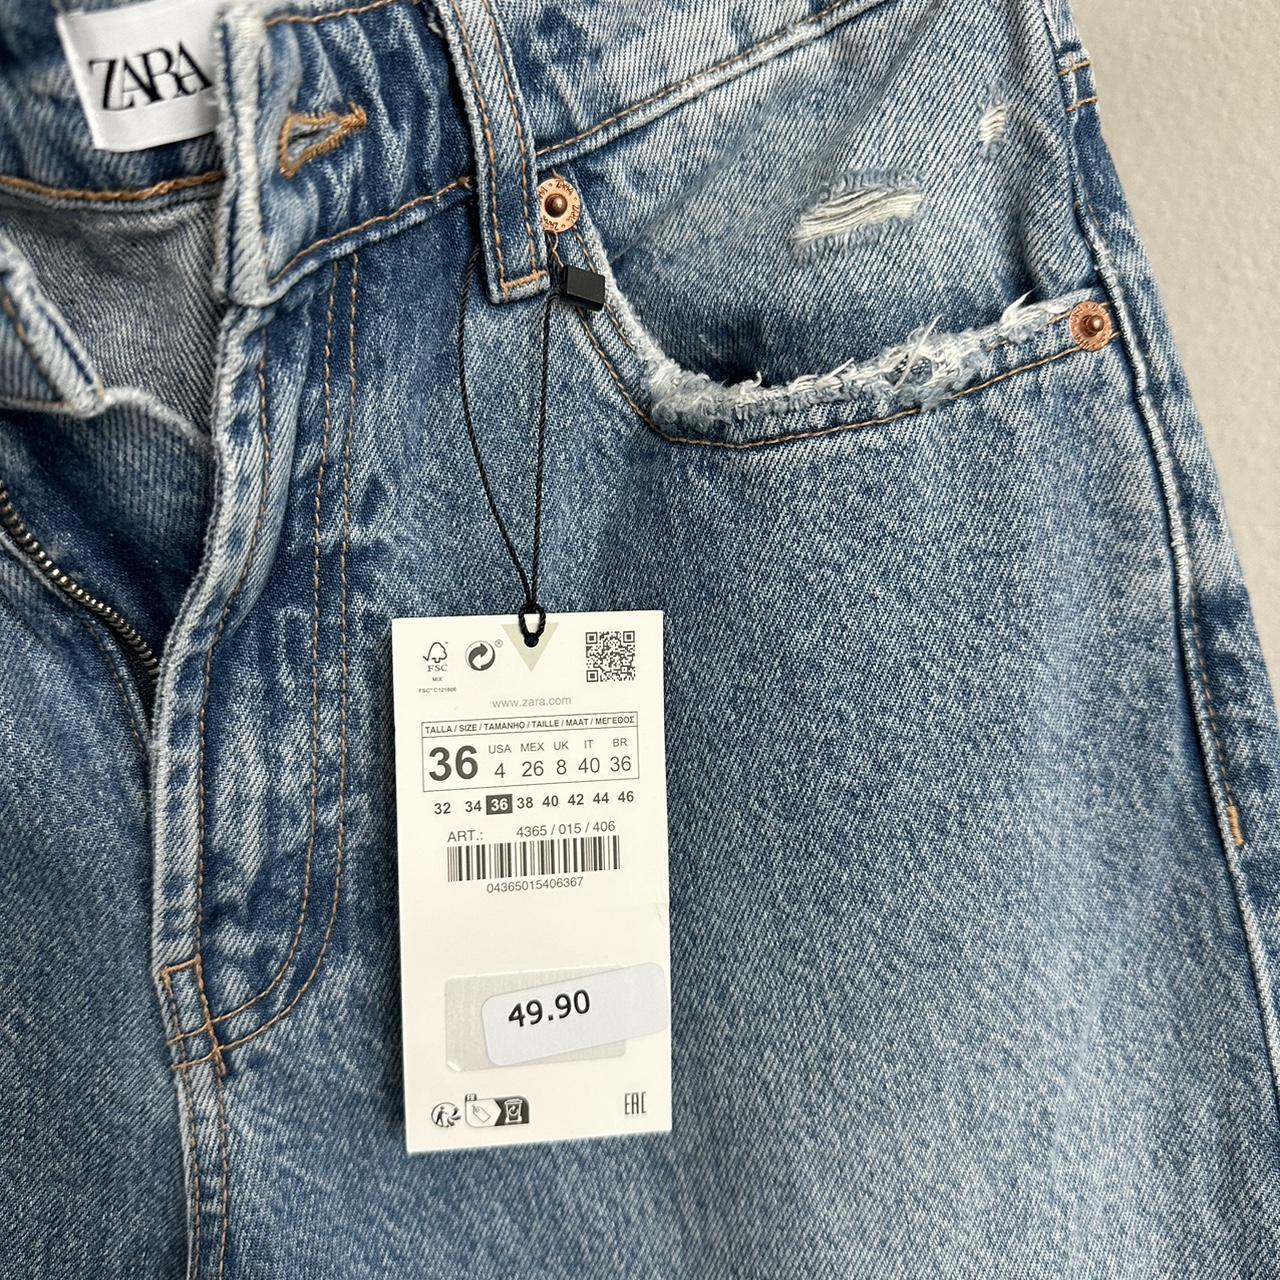 ZARA
FSC
MIX
FSC® C121666
www.zara.com
TALLA / SIZE / TAMANHO / TAILLE / MAAT / ΜΕΓΕΘΟΣ
36 USA 4 MEX 26 UK 8 IT 40 BR 36
32 34 36 38 40 42 44 46
ART.: 4365 / 015 / 406
04365015406367
49.90
EAC